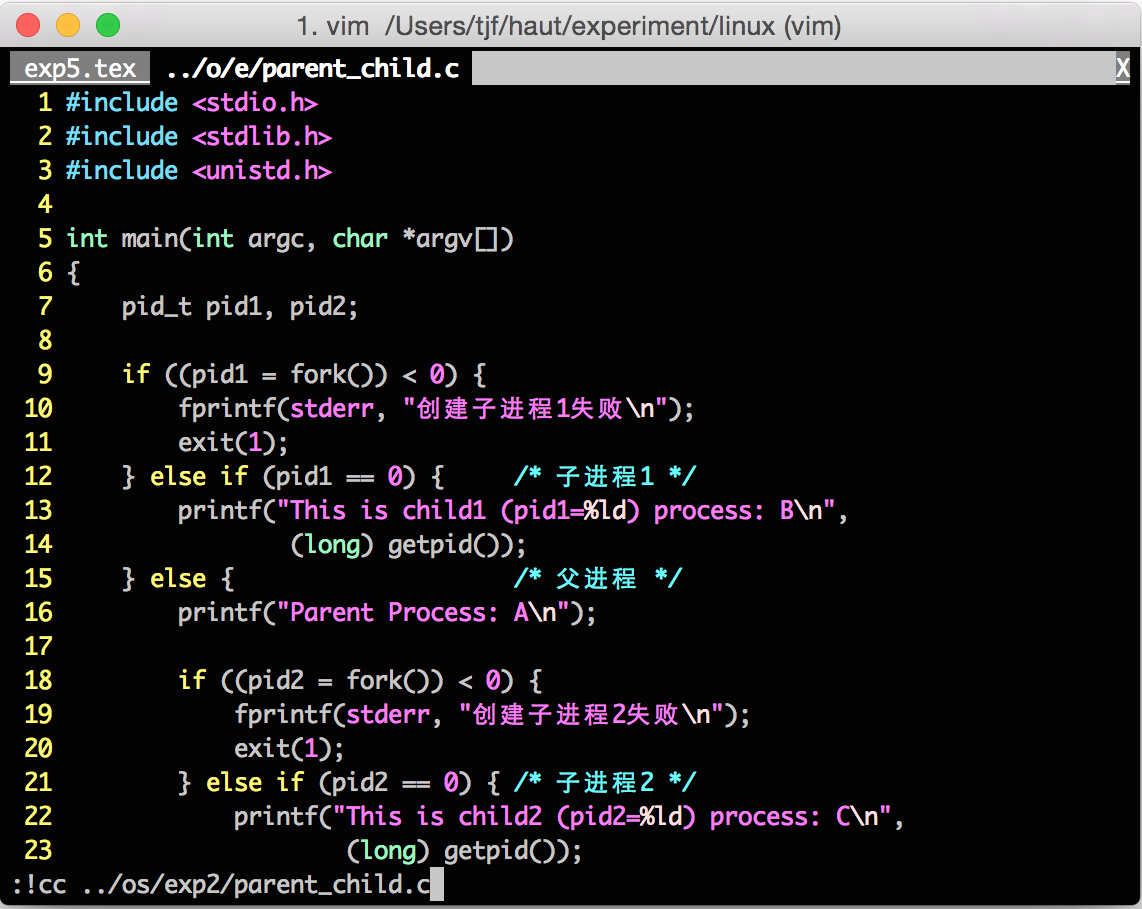 1. vim /Users/tjf/haut/experiment/linux (vim)
exp5.tex ../o/e/parent_child.c X
1 #include <stdio.h>
2 #include <stdlib.h>
3 #include <unistd.h>
4
5 int main(int argc, char *argv[])
6 {
7     pid_t pid1, pid2;
8
9     if ((pid1 = fork()) < 0) {
10         fprintf(stderr, "创建子进程1失败\n");
11         exit(1);
12     } else if (pid1 == 0) {     /* 子进程1 */
13         printf("This is child1 (pid1=%ld) process: B\n",
14                 (long) getpid());
15     } else {                    /* 父进程 */
16         printf("Parent Process: A\n");
17
18         if ((pid2 = fork()) < 0) {
19             fprintf(stderr, "创建子进程2失败\n");
20             exit(1);
21         } else if (pid2 == 0) { /* 子进程2 */
22             printf("This is child2 (pid2=%ld) process: C\n",
23                     (long) getpid());
:!cc ../os/exp2/parent_child.c